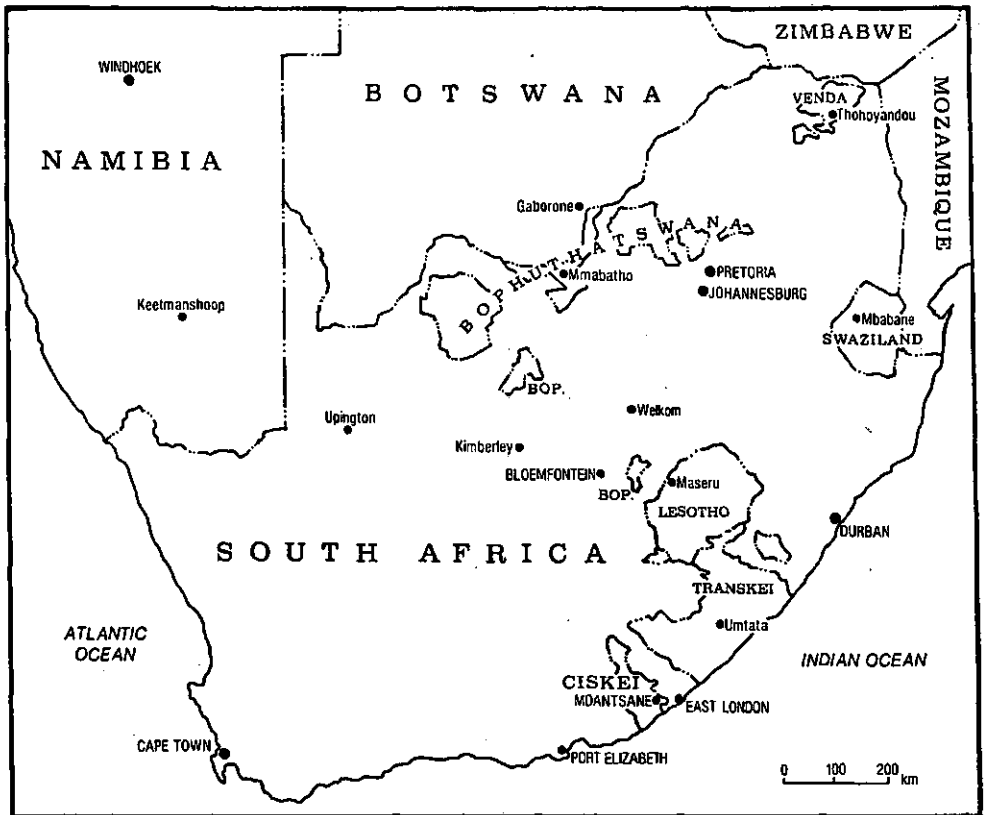 ZIMBABWE
WINDHOEK
BOTSWANA
MOZAMBIQUE
VENDA
Thohoyandou
NAMIBIA
Gaborone
BOPHUTHATSWANA
Mmabatho
PRETORIA
JOHANNESBURG
Keetmanshoop
Mbabane
SWAZILAND
BOP.
Upington
Welkom
Kimberley
BLOEMFONTEIN
BOP.
Maseru
LESOTHO
DURBAN
SOUTH AFRICA
TRANSKEI
Umtata
ATLANTIC
OCEAN
INDIAN OCEAN
CISKEI
MDANTSANE
EAST LONDON
CAPE TOWN
PORT ELIZABETH
0 100 200 km